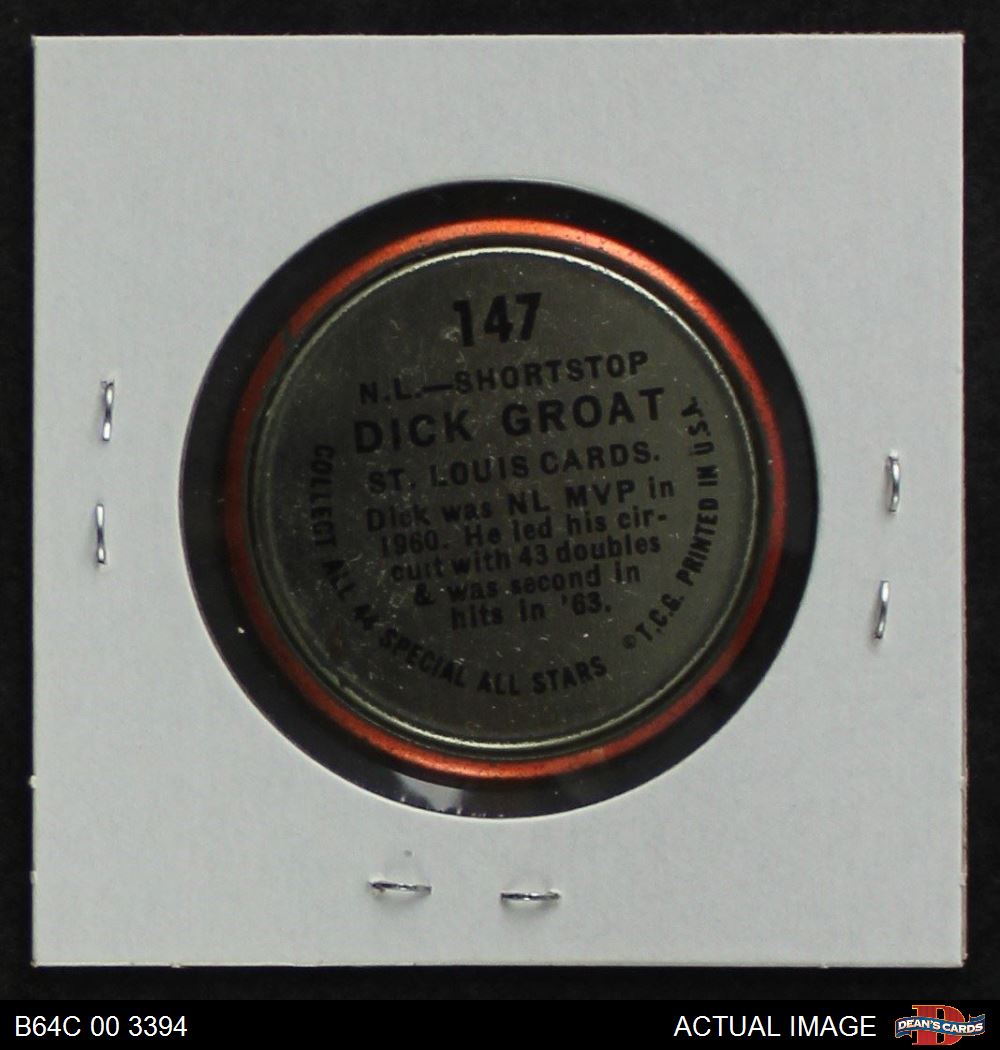 147
N.L.—SHORTSTOP
DICK GROAT
ST. LOUIS CARDS.
Dick was NL MVP in
1960. He led his cir-
cuit with 43 doubles
& was second in
hits in '63.
COLLECT ALL 44 SPECIAL ALL STARS
©T.C.G. PRINTED IN U.S.A.
B64C 00 3394
ACTUAL IMAGE
D
DEAN'S CARDS